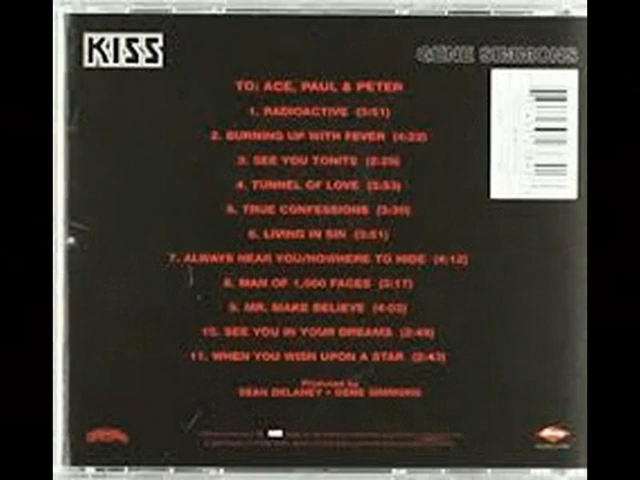 KISS
GENE SIMMONS
TO: ACE, PAUL & PETER
1. RADIOACTIVE (3:51)
2. BURNING UP WITH FEVER (4:22)
3. SEE YOU TONITE (2:29)
4. TUNNEL OF LOVE (3:53)
5. TRUE CONFESSIONS (3:30)
6. LIVING IN SIN (3:51)
7. ALWAYS NEAR YOU/NOWHERE TO HIDE (4:12)
8. MAN OF 1,000 FACES (3:17)
9. MR. MAKE BELIEVE (4:03)
10. SEE YOU IN YOUR DREAMS (2:48)
11. WHEN YOU WISH UPON A STAR (2:43)
Produced by
SEAN DELANEY • GENE SIMMONS